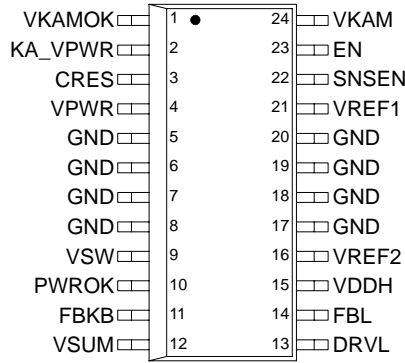 VKAMOK 1 24 VKAM
KA_VPWR 2 23 EN
CRES 3 22 SNSEN
VPWR 4 21 VREF1
GND 5 20 GND
GND 6 19 GND
GND 7 18 GND
GND 8 17 GND
VSW 9 16 VREF2
PWROK 10 15 VDDH
FBKB 11 14 FBL
VSUM 12 13 DRVL